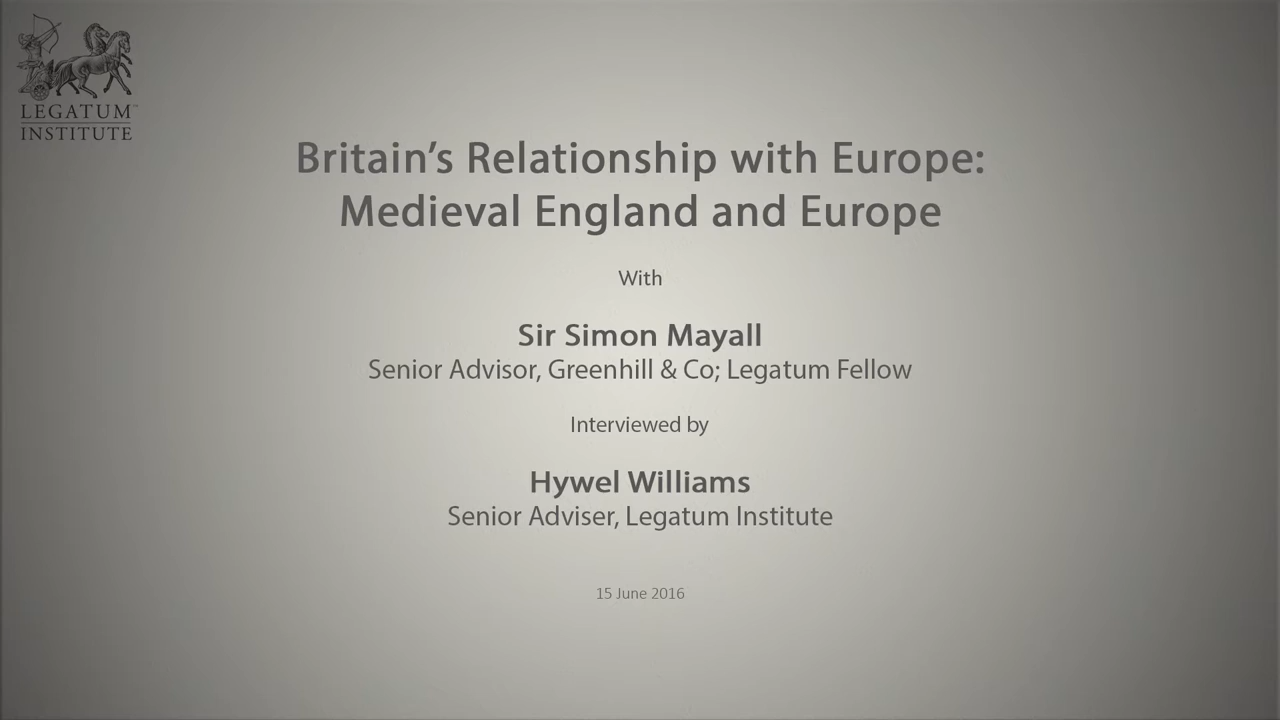 LEGATUM™
INSTITUTE
Britain’s Relationship with Europe:
Medieval England and Europe
With
Sir Simon Mayall
Senior Advisor, Greenhill & Co; Legatum Fellow
Interviewed by
Hywel Williams
Senior Adviser, Legatum Institute
15 June 2016